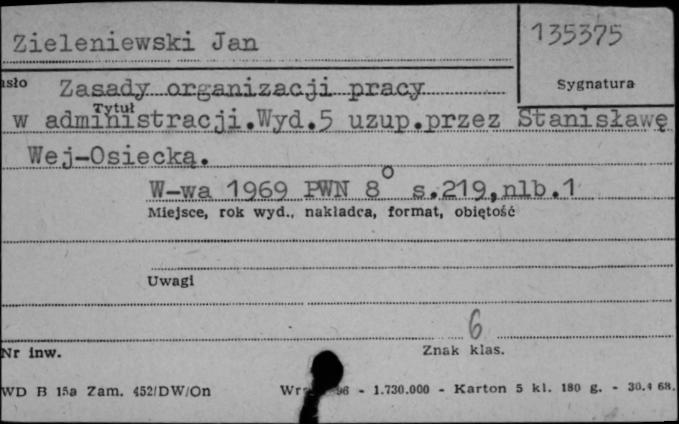 Zieleniewski Jan
135375
Zasady organizacji pracy
Sygnatura
Tytuł
w administracji.Wyd.5 uzup.przez Stanisławę
Wej-Osiecką.
W-wa 1969 PWN 8° s.219,nlb.1
Miejsce, rok wyd., nakładca, format, obiętość
Uwagi
6
Nr inw.
Znak klas.
WD B 15a Zam. 452/DW/On - 1.730.000 - Karton 5 kl. 180 g. - 30.4 68.